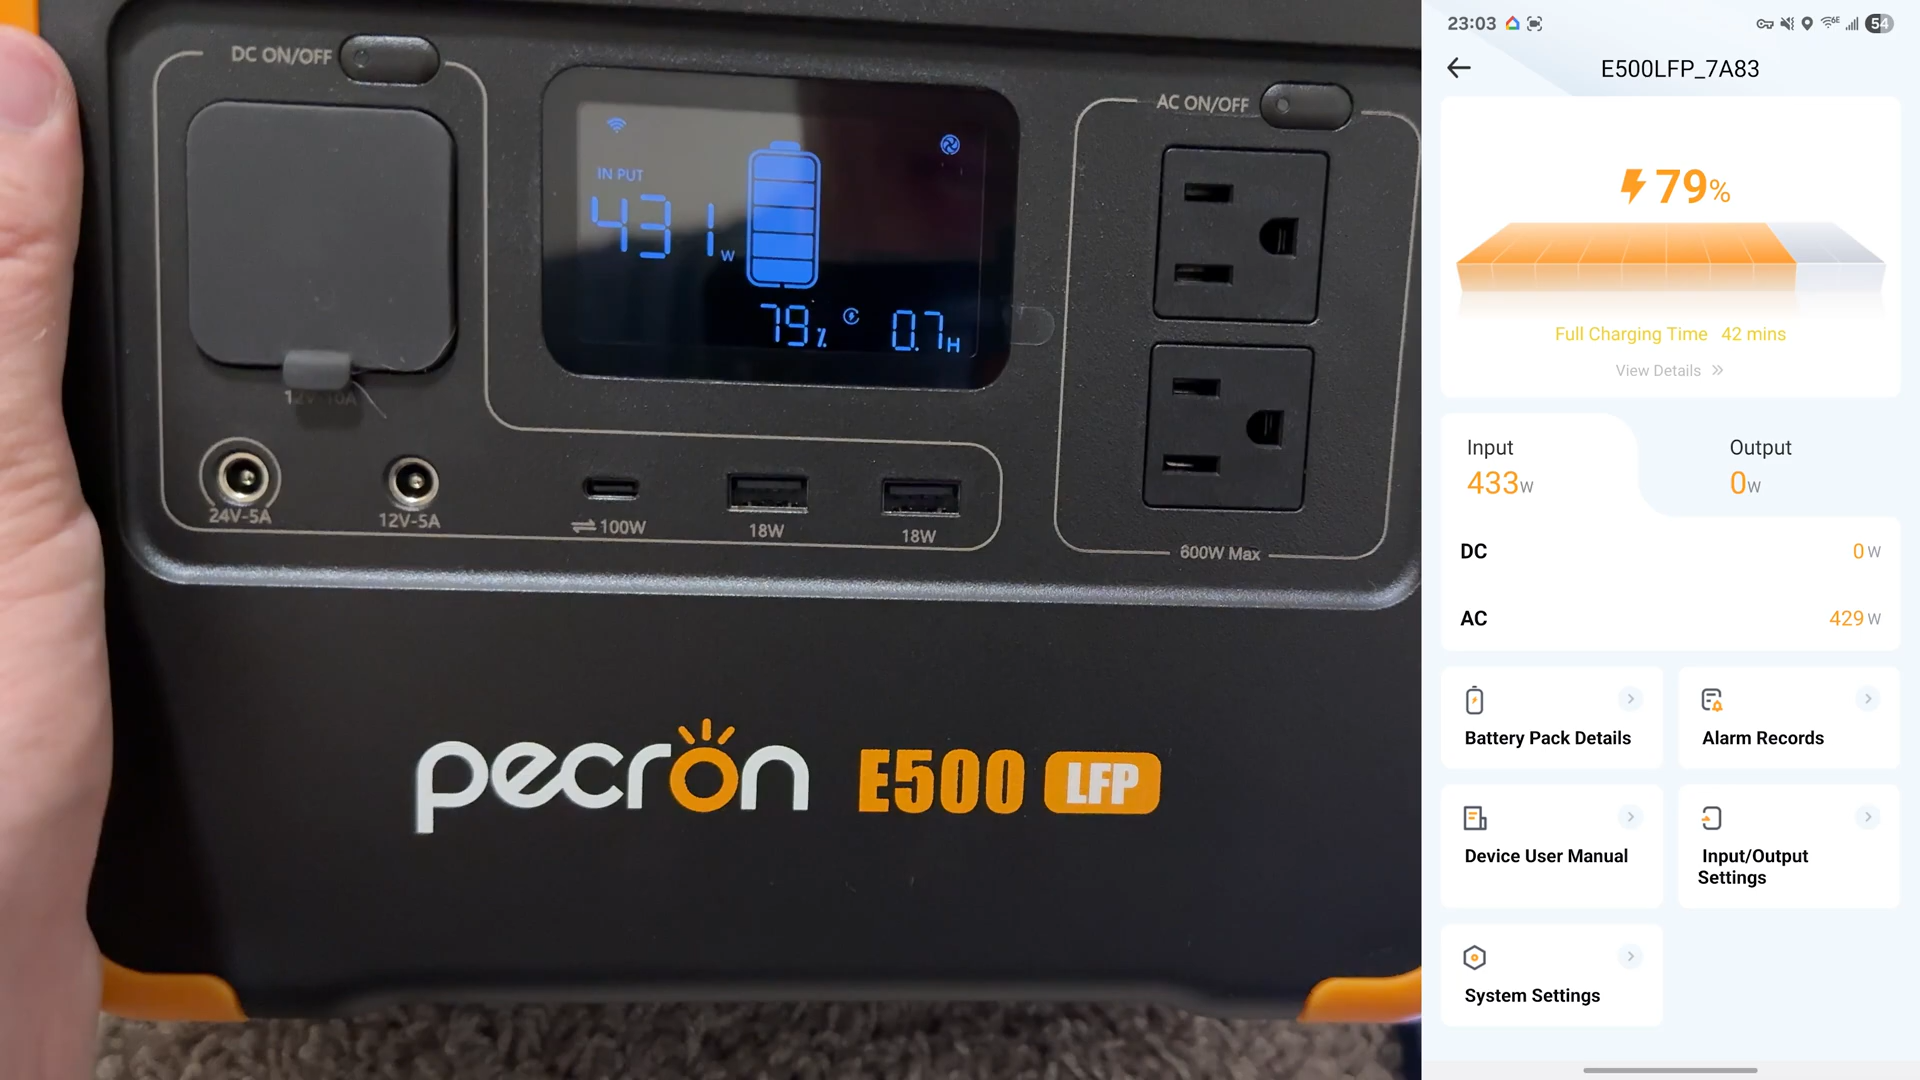 DC ON/OFF
12V-10A
24V-5A
12V-5A
100W
18W
18W
IN PUT
431W
79%
0.7H
AC ON/OFF
600W Max
pecron E500 LFP
23:03
6E
54
E500LFP_7A83
79%
Full Charging Time 42 mins
View Details
Input
433W
Output
0W
DC
0W
AC
429W
Battery Pack Details
Alarm Records
Device User Manual
Input/Output
Settings
System Settings